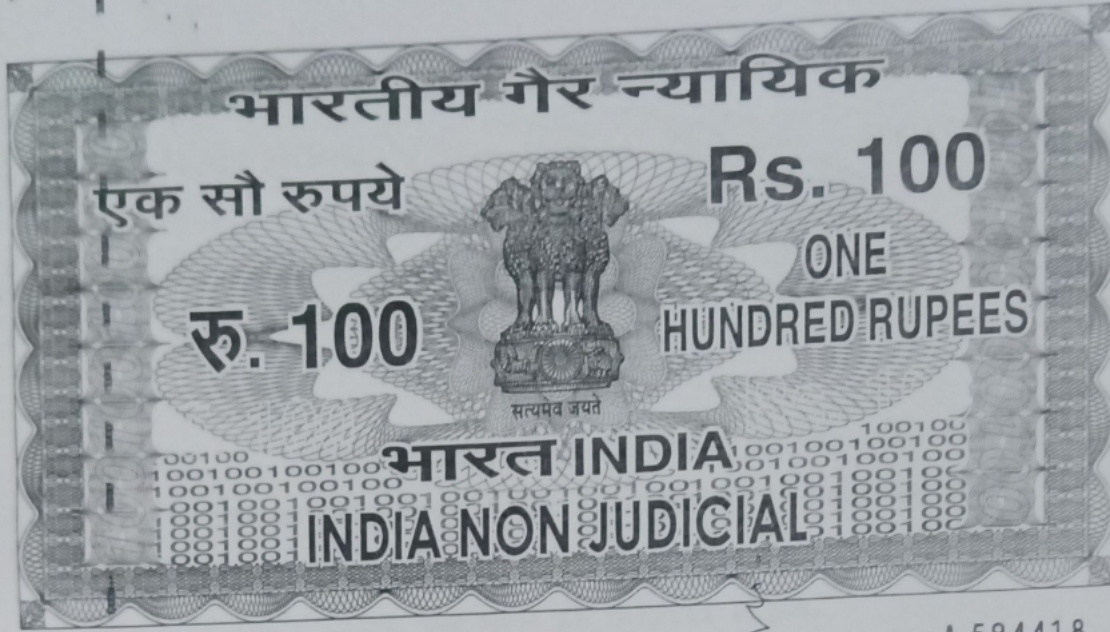 भारतीय गैर न्यायिक
एक सौ रुपये
Rs. 100
रु. 100
ONE
HUNDRED RUPEES
सत्यमेव जयते
भारत INDIA
INDIA NON JUDICIAL